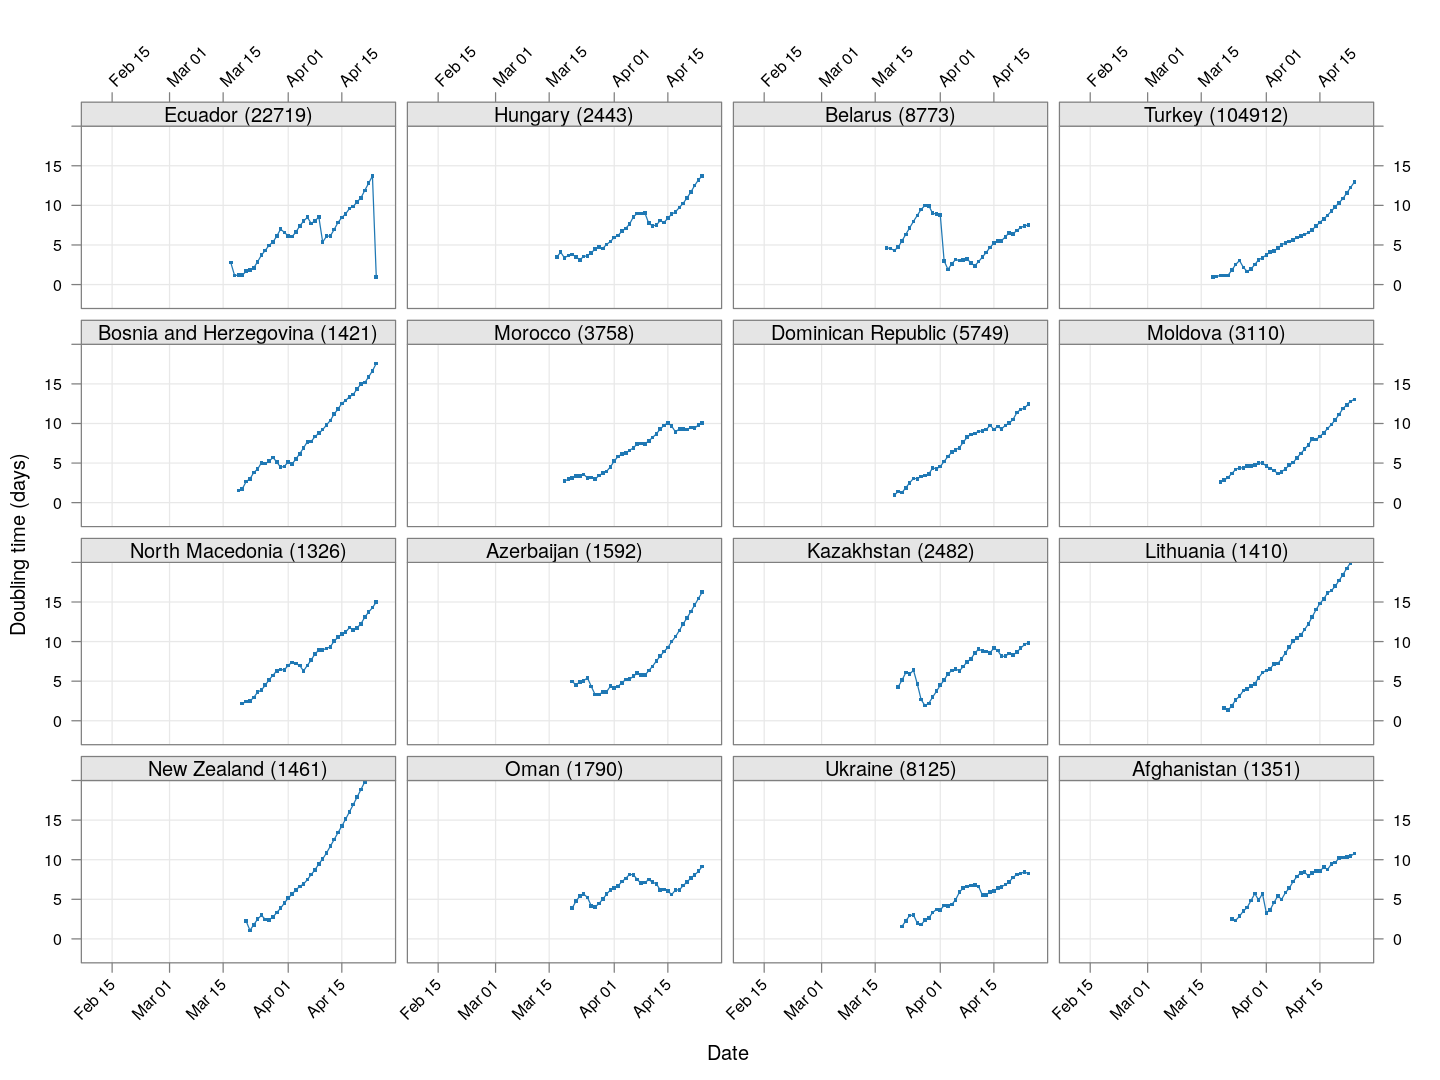 Feb 15 Mar 01 Mar 15 Apr 01 Apr 15 Feb 15 Mar 01 Mar 15 Apr 01 Apr 15 Feb 15 Mar 01 Mar 15 Apr 01 Apr 15 Feb 15 Mar 01 Mar 15 Apr 01 Apr 15
Ecuador (22719) Hungary (2443) Belarus (8773) Turkey (104912)
15 15
10 10
5 5
0 0
Bosnia and Herzegovina (1421) Morocco (3758) Dominican Republic (5749) Moldova (3110)
15 15
10 10
5 5
0 0
Doubling time (days)
North Macedonia (1326) Azerbaijan (1592) Kazakhstan (2482) Lithuania (1410)
15 15
10 10
5 5
0 0
New Zealand (1461) Oman (1790) Ukraine (8125) Afghanistan (1351)
15 15
10 10
5 5
0 0
Feb 15 Mar 01 Mar 15 Apr 01 Apr 15 Feb 15 Mar 01 Mar 15 Apr 01 Apr 15 Feb 15 Mar 01 Mar 15 Apr 01 Apr 15 Feb 15 Mar 01 Mar 15 Apr 01 Apr 15
Date